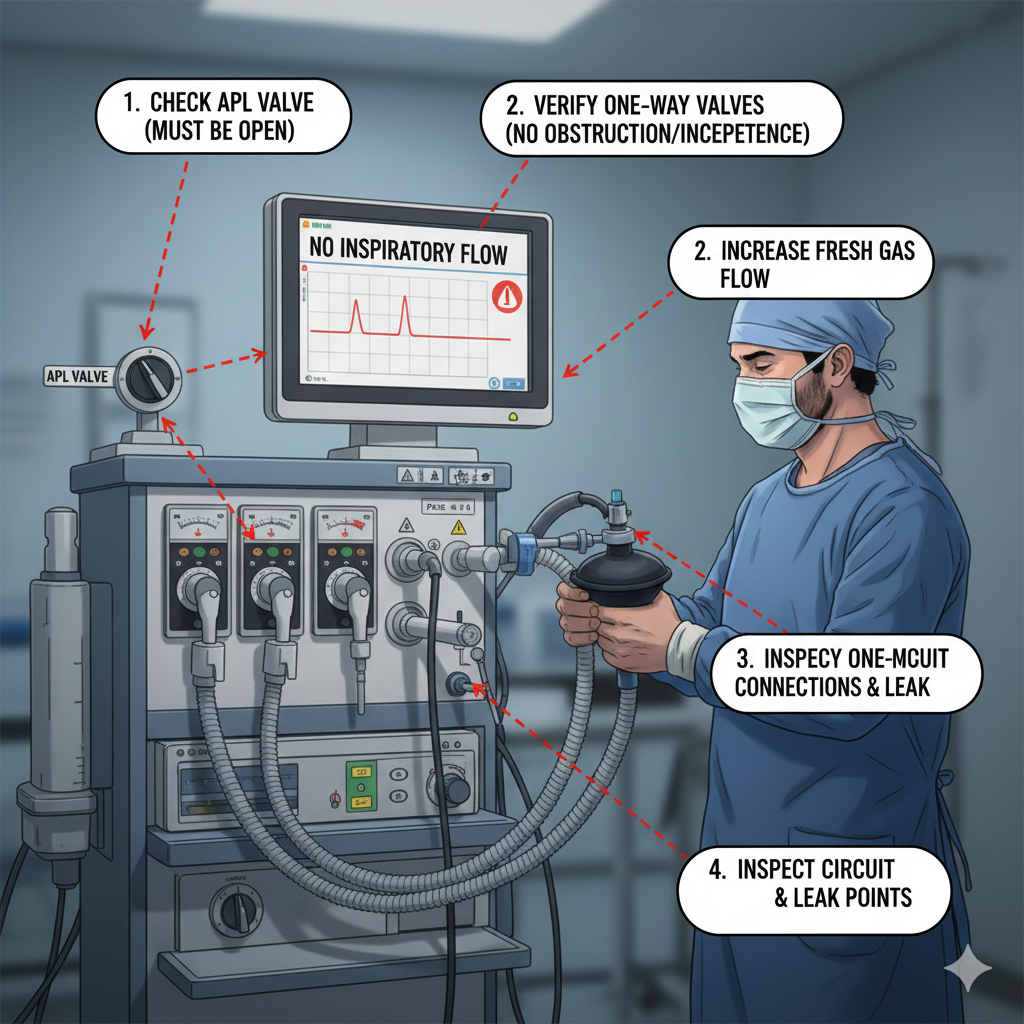 1. CHECK APL VALVE
(MUST BE OPEN)
2. VERIFY ONE-WAY VALVES
(NO OBSTRUCTION/INCEPETENCE)
2. INCREASE FRESH GAS
FLOW
NO INSPIRATORY FLOW
APL VALVE
3. INSPECY ONE-MCUIT
CONNECTIONS & LEAK
4. INSPECT CIRCUIT
& LEAK POINTS